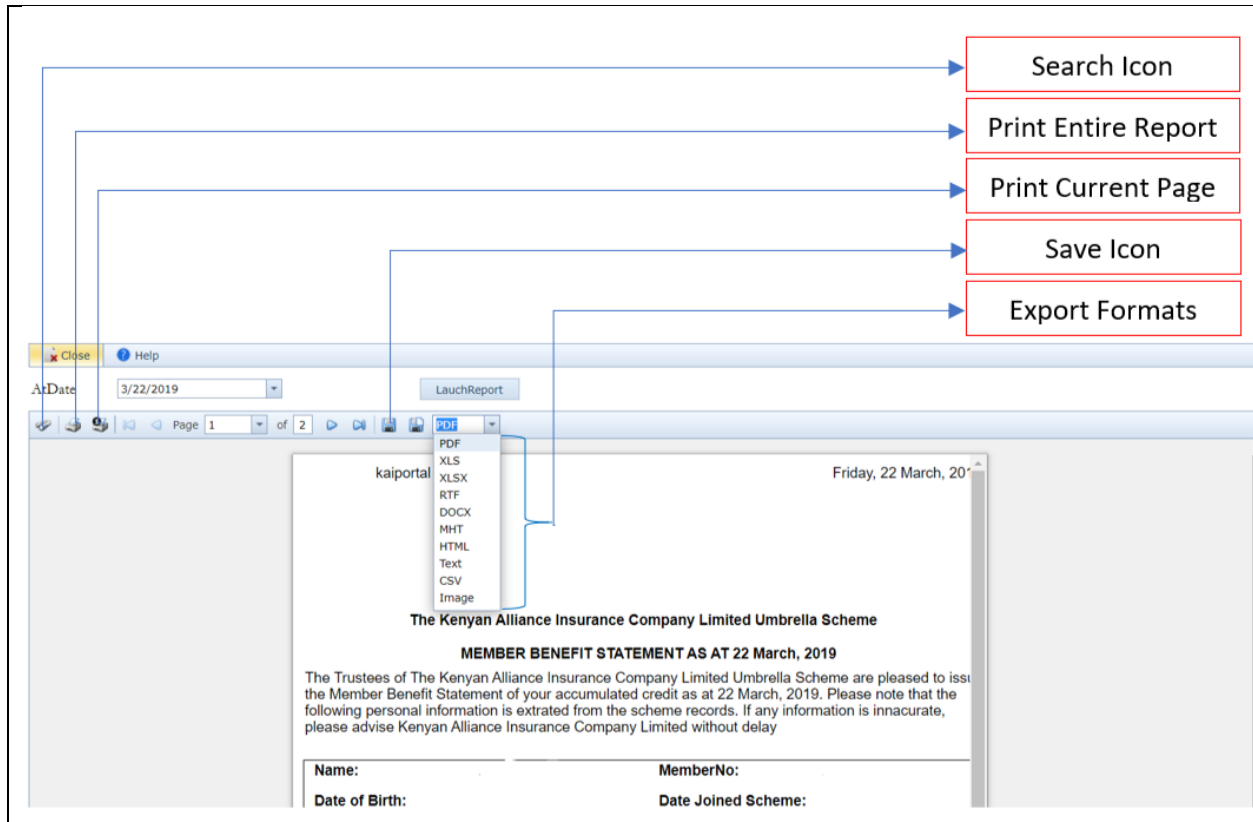 Search Icon
Print Entire Report
Print Current Page
Save Icon
Export Formats
Close Help
AtDate 3/22/2019 LauchReport
Page 1 of 2 PDF
PDF
XLS
XLSX
RTF
DOCX
MHT
HTML
Text
CSV
Image
kaiportal Friday, 22 March, 201
The Kenyan Alliance Insurance Company Limited Umbrella Scheme
MEMBER BENEFIT STATEMENT AS AT 22 March, 2019
The Trustees of The Kenyan Alliance Insurance Company Limited Umbrella Scheme are pleased to issu
the Member Benefit Statement of your accumulated credit as at 22 March, 2019. Please note that the
following personal information is extrated from the scheme records. If any information is innacurate,
please advise Kenyan Alliance Insurance Company Limited without delay
Name: MemberNo:
Date of Birth: Date Joined Scheme: